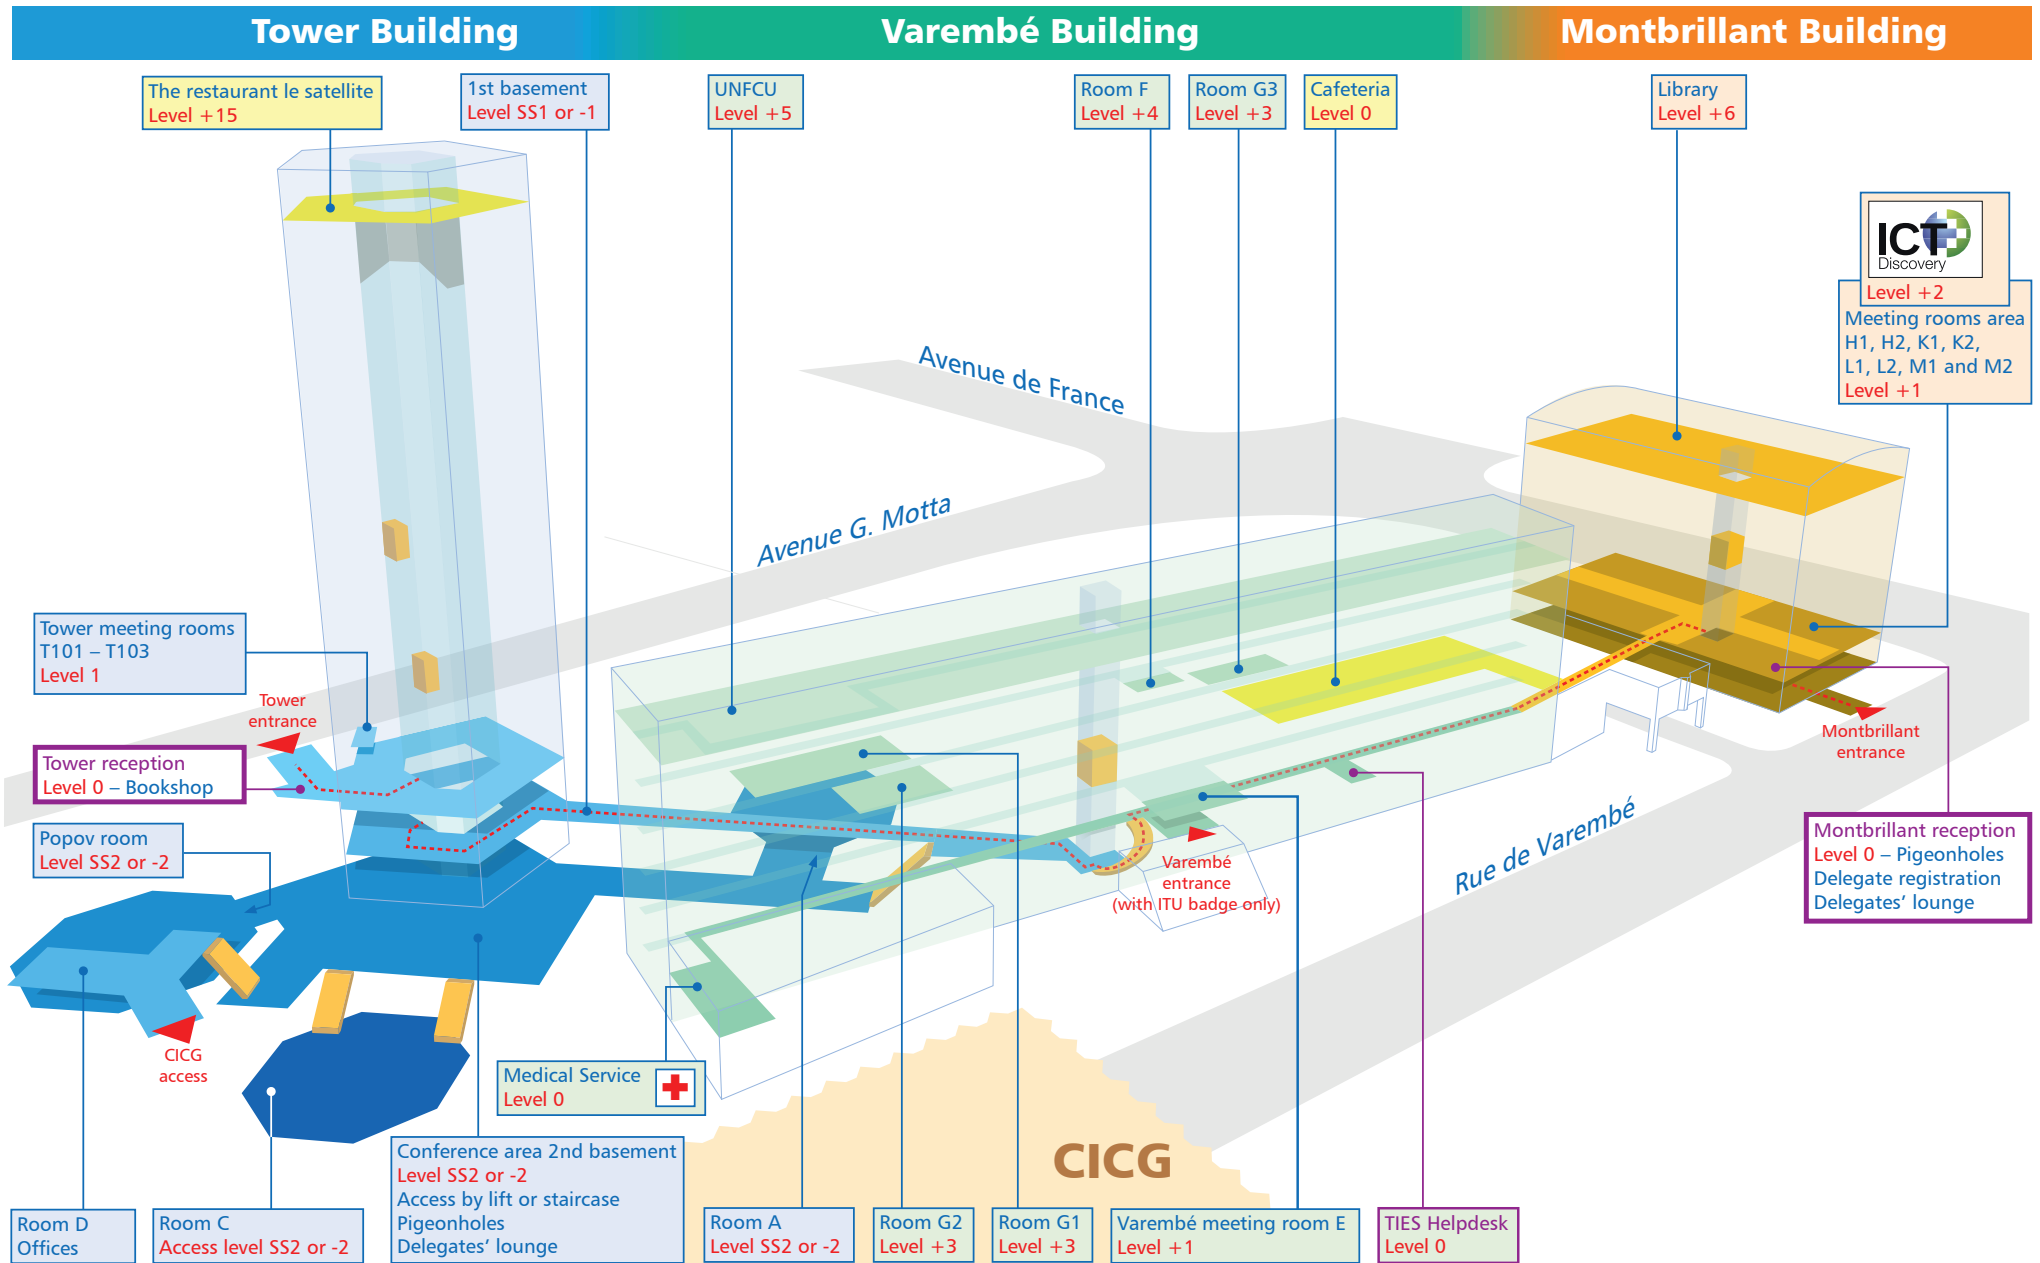 Tower Building
Varembé Building
Montbrillant Building
The restaurant le satellite
Level +15
1st basement
Level SS1 or -1
UNFCU
Level +5
Room F
Level +4
Room G3
Level +3
Cafeteria
Level 0
Library
Level +6
ICT
Discovery
Level +2
Meeting rooms area
H1, H2, K1, K2,
L1, L2, M1 and M2
Level +1
Avenue de France
Avenue G. Motta
Tower meeting rooms
T101 – T103
Level 1
Tower
entrance
Tower reception
Level 0 – Bookshop
Popov room
Level SS2 or -2
Montbrillant
entrance
Rue de Varembé
Varembé
entrance
(with ITU badge only)
Montbrillant reception
Level 0 – Pigeonholes
Delegate registration
Delegates’ lounge
CICG
access
Medical Service
Level 0
CICG
Room D
Offices
Room C
Access level SS2 or -2
Conference area 2nd basement
Level SS2 or -2
Access by lift or staircase
Pigeonholes
Delegates’ lounge
Room A
Level SS2 or -2
Room G2
Level +3
Room G1
Level +3
Varembé meeting room E
Level +1
TIES Helpdesk
Level 0